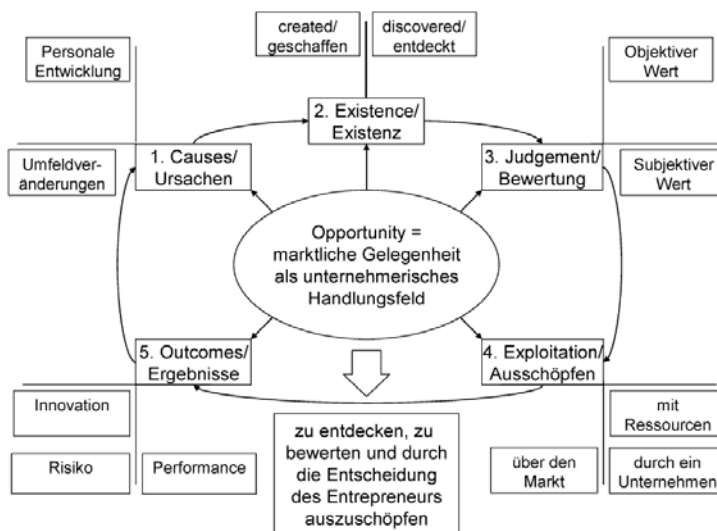 created/
geschaffen
discovered/
entdeckt
Personale
Entwicklung
Objektiver
Wert
2. Existence/
Existenz
Umfeldver-
änderungen
1. Causes/
Ursachen
3. Judgement/
Bewertung
Subjektiver
Wert
Opportunity =
marktliche Gelegenheit
als unternehmerisches
Handlungsfeld
5. Outcomes/
Ergebnisse
4. Exploitation/
Ausschöpfen
Innovation
Risiko
Performance
zu entdecken, zu
bewerten und durch
die Entscheidung
des Entrepreneurs
auszuschöpfen
über den
Markt
mit
Ressourcen
durch ein
Unternehmen